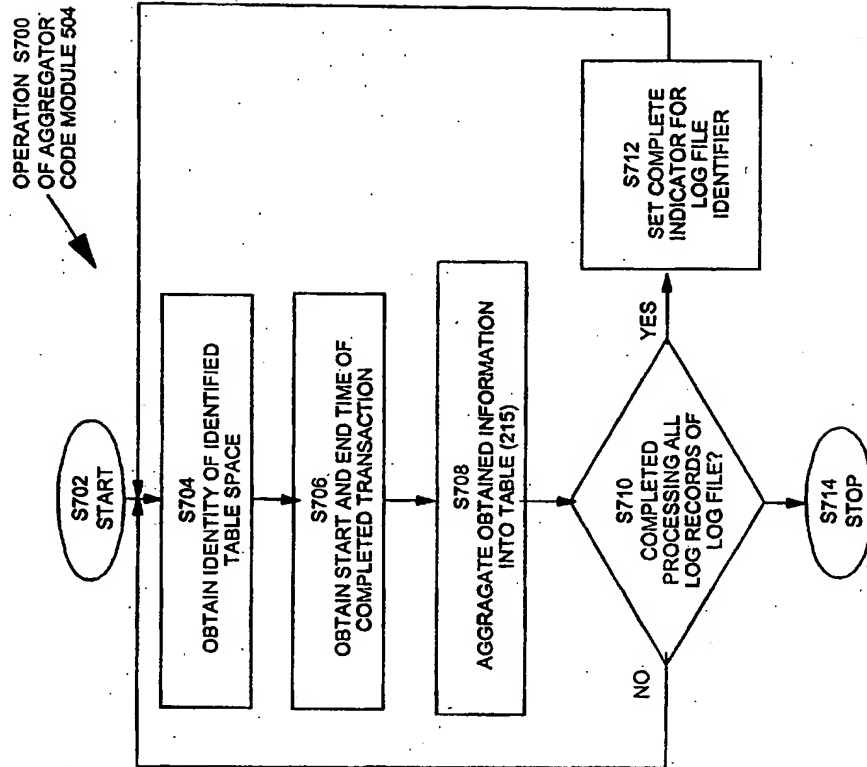 OPERATION S700
OF AGGREGATOR
CODE MODULE 504
S702
START
S704
OBTAIN IDENTITY OF IDENTIFIED
TABLE SPACE
S706
OBTAIN START AND END TIME OF
COMPLETED TRANSACTION
S708
AGGRAGATE OBTAINED INFORMATION
INTO TABLE (215)
S710
COMPLETED
PROCESSING ALL
LOG RECORDS OF
LOG FILE?
NO
YES
S712
SET COMPLETE
INDICATOR FOR
LOG FILE
IDENTIFIER
S714
STOP